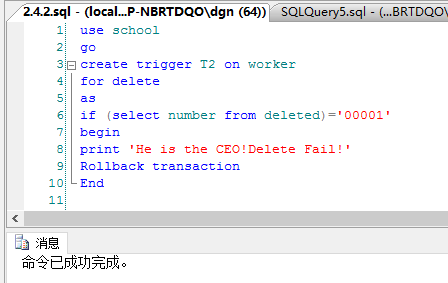 2.4.2.sql - (local...P-NBRTDQO\dgn (64))
SQLQuery5.sql - (...BRTDQO\
1 use school
2 go
3 create trigger T2 on worker
4 for delete
5 as
6 if (select number from deleted)='00001'
7 begin
8 print 'He is the CEO!Delete Fail!'
9 Rollback transaction
10 End
11
消息
命令已成功完成。